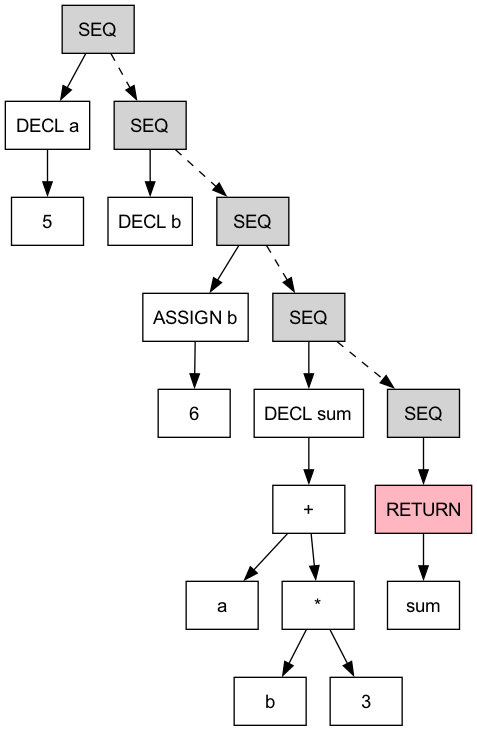 SEQ
DECL a
SEQ
5
DECL b
SEQ
ASSIGN b
SEQ
6
DECL sum
SEQ
+
RETURN
a
*
sum
b
3